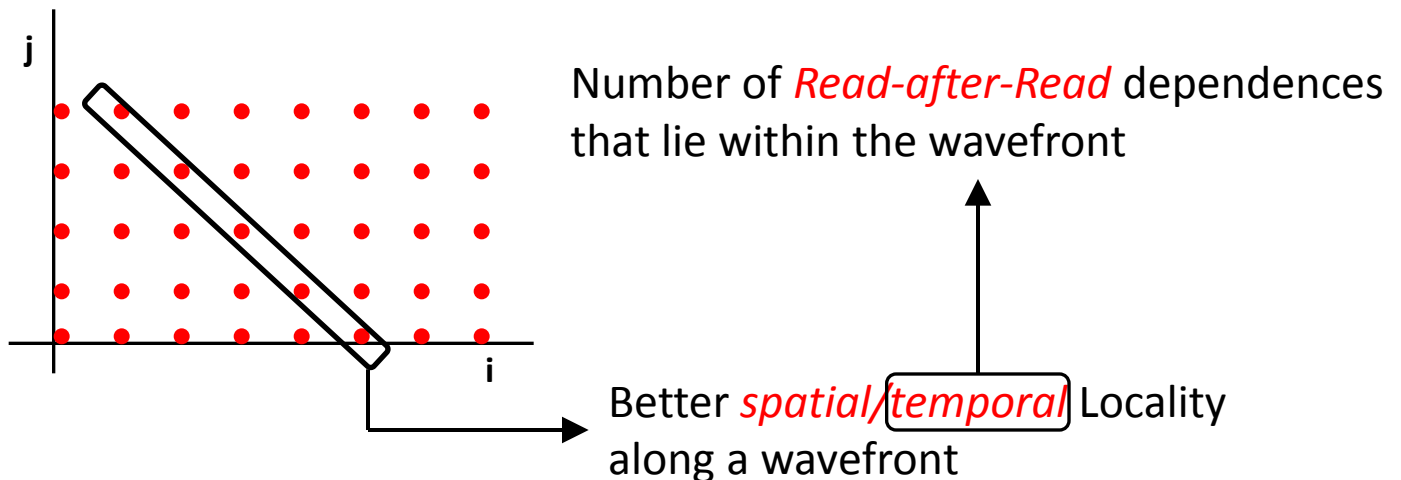 j
Number of Read-after-Read dependences
that lie within the wavefront
i
Better spatial/temporal Locality
along a wavefront